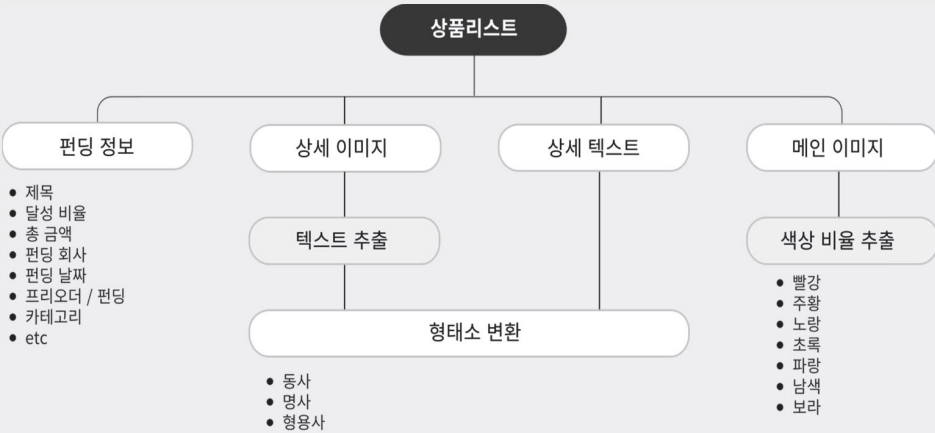 상품리스트
펀딩 정보
상세 이미지
상세 텍스트
메인 이미지
• 제목
• 달성 비율
• 총 금액
• 펀딩 회사
• 펀딩 날짜
• 프리오더 / 펀딩
• 카테고리
• etc
텍스트 추출
색상 비율 추출
형태소 변환
• 동사
• 명사
• 형용사
• 빨강
• 주황
• 노랑
• 초록
• 파랑
• 남색
• 보라